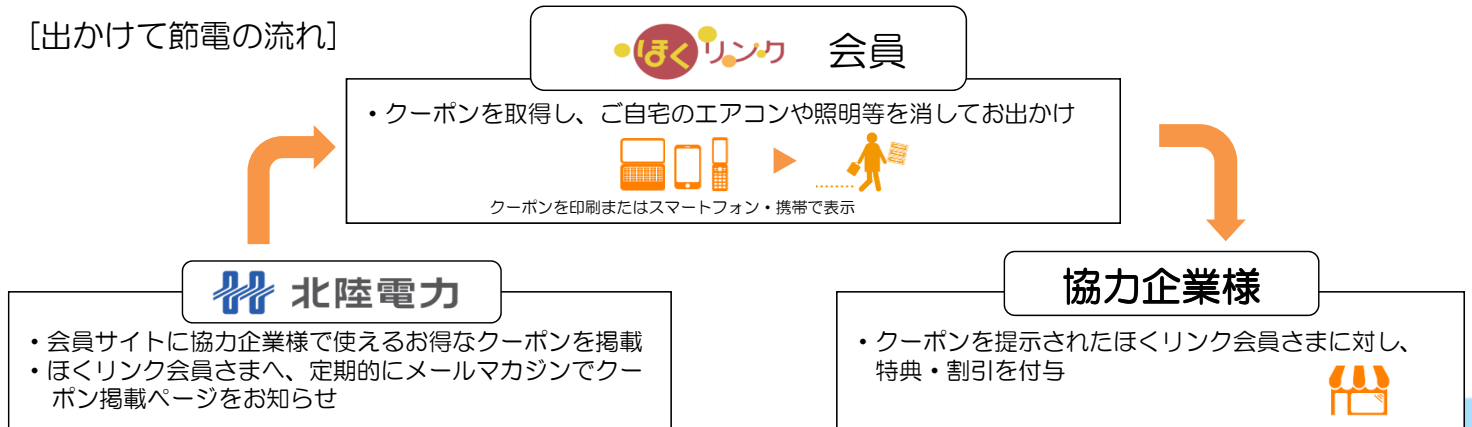 [出かけて節電の流れ]
ほくリンク 会員
・クーポンを取得し、ご自宅のエアコンや照明等を消してお出かけ
クーポンを印刷またはスマートフォン・携帯で表示
北陸電力
・会員サイトに協力企業様で使えるお得なクーポンを掲載
・ほくリンク会員さまへ、定期的にメールマガジンでクー
ポン掲載ページをお知らせ
協力企業様
・クーポンを提示されたほくリンク会員さまに対し、
特典・割引を付与